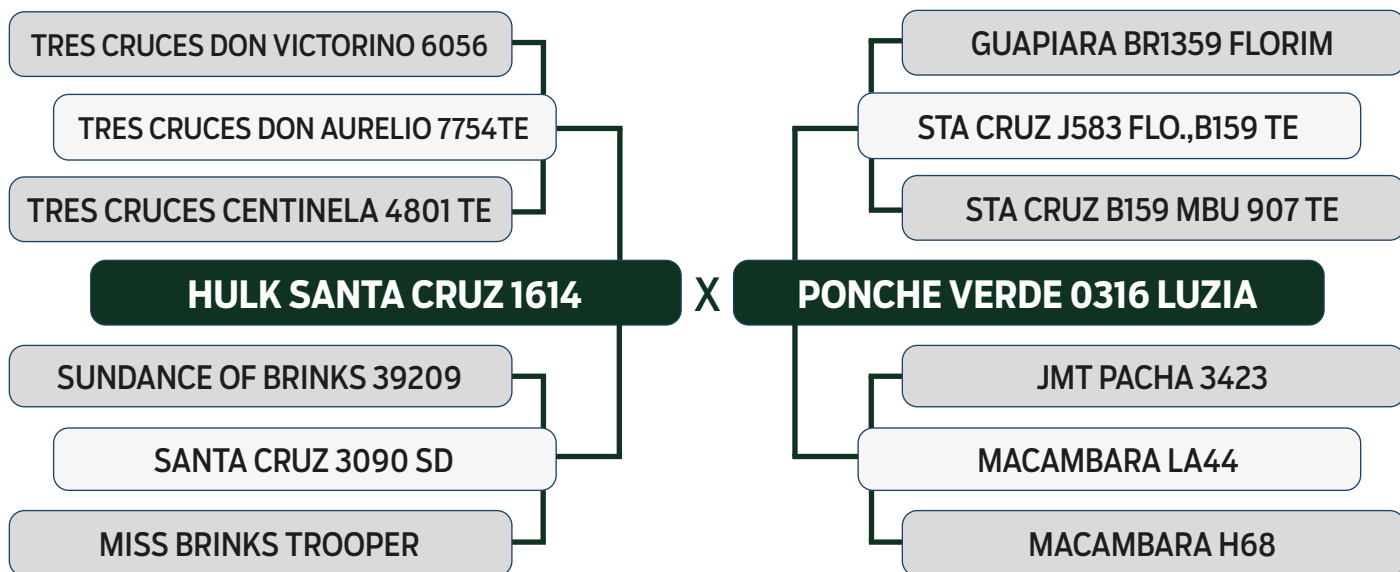 TRES CRUCES DON VICTORINO 6056
TRES CRUCES DON AURELIO 7754TE
TRES CRUCES CENTINELA 4801 TE
HULK SANTA CRUZ 1614
SUNDANCE OF BRINKS 39209
SANTA CRUZ 3090 SD
MISS BRINKS TROOPER
X
GUAPIARA BR1359 FLORIM
STA CRUZ J583 FLO.,B159 TE
STA CRUZ B159 MBU 907 TE
PONCHE VERDE 0316 LUZIA
JMT PACHA 3423
MACAMBARA LA44
MACAMBARA H68